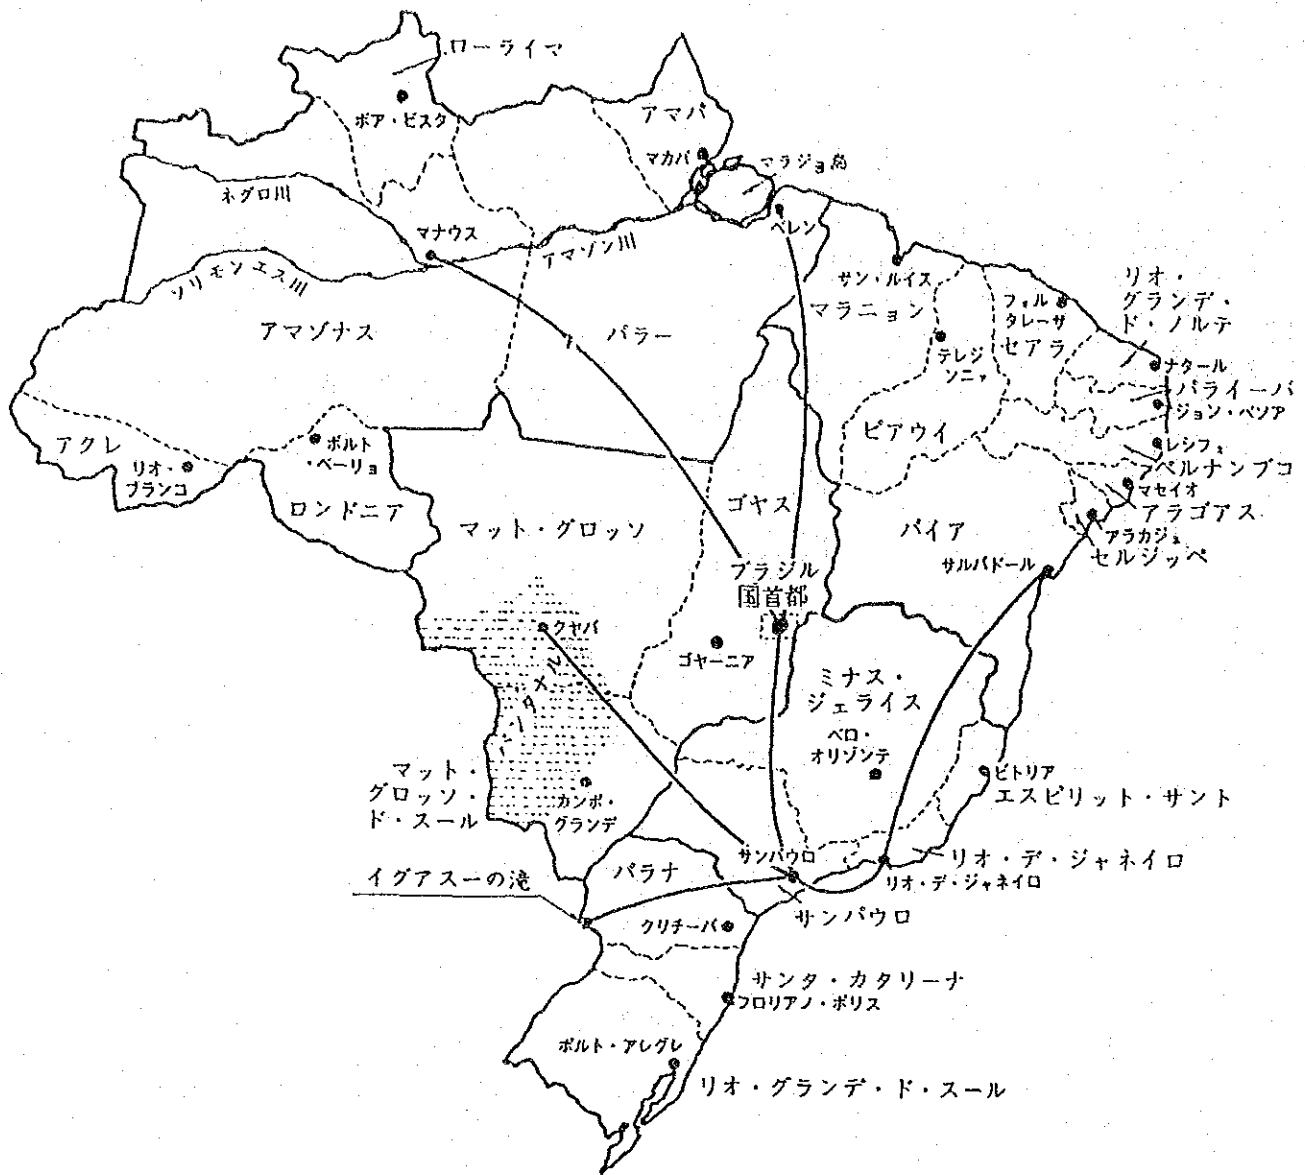 ローライマ
ボア・ビスタ
アマパ
マカパ
マラジョ島
ネグロ川
マナウス
アマゾン川
ベレン
ソリモンエス川
アマゾナス
パラー
サン・ルイス
マラニョン
フォル
タレーザ
セアラ
テレジ
ンニァ
リオ・
グランデ・
ド・ノルテ
ナタール
パライーバ
ジョン・ペソア
ピアウイ
レシフェ
ペルナンブコ
マセイオ
アラゴアス
アラカジュ
セルジッペ
アクレ
リオ・
ブランコ
ポルト
・ベーリョ
ロンドニア
マット・グロッソ
ゴヤス
バイア
サルバドール
ブラジル
国首都
クヤバ
ゴヤーニア
ミナス・
ジェライス
ベロ・
オリゾンテ
マット・
グロッソ・
ド・スール
カンポ・
グランデ
ビトリア
エスピリット・サント
サンパウロ
リオ・デ・ジャネイロ
リオ・デ・ジャネイロ
イグアスーの滝
パラナ
サンパウロ
クリチーバ
サンタ・カタリーナ
フロリアノ・ポリス
ポルト・アレグレ
リオ・グランデ・ド・スール